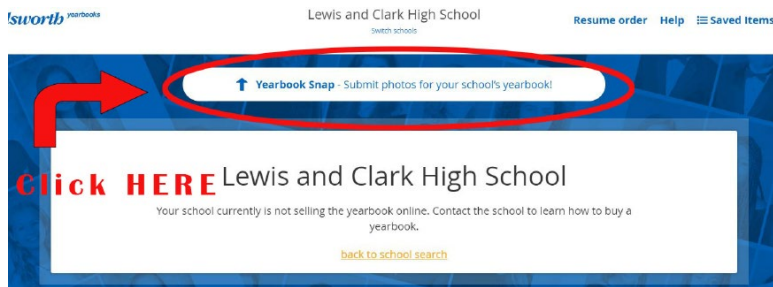 lsworth yearbooks
Lewis and Clark High School
Switch schools
Resume order Help Saved Items
Yearbook Snap - Submit photos for your school's yearbook!
Click HERE
Lewis and Clark High School
Your school currently is not selling the yearbook online. Contact the school to learn how to buy a
yearbook.
back to school search